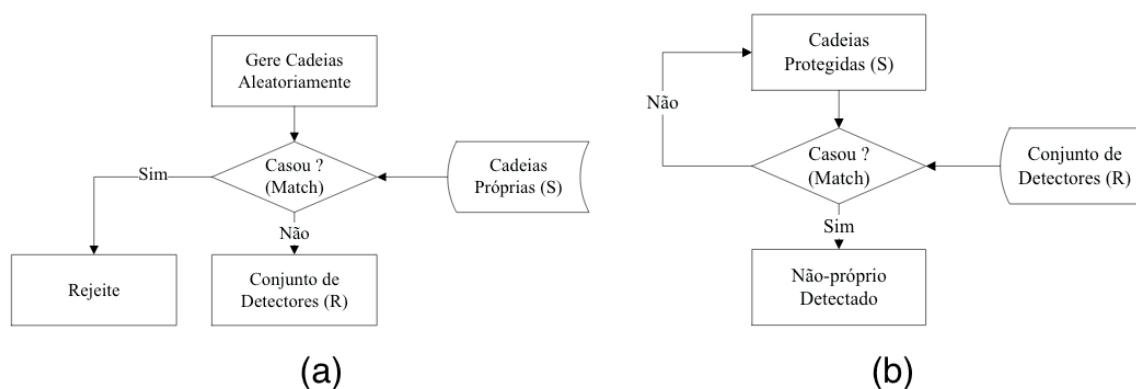 Gere Cadeias
Aleatoriamente
Casou ?
(Match)
Cadeias
Próprias (S)
Sim
Não
Rejeite
Conjunto de
Detectores (R)
(a)
Cadeias
Protegidas (S)
Não
Casou ?
(Match)
Conjunto de
Detectores (R)
Sim
Não-próprio
Detectado
(b)